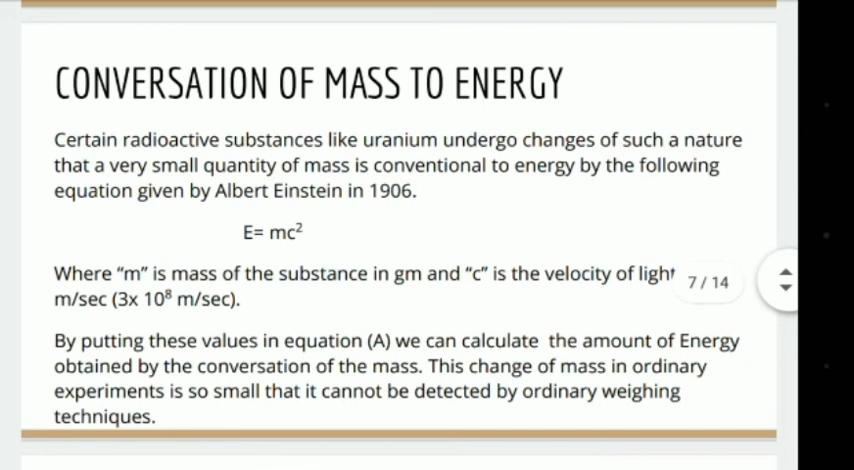 CONVERSATION OF MASS TO ENERGY
Certain radioactive substances like uranium undergo changes of such a nature
that a very small quantity of mass is conventional to energy by the following
equation given by Albert Einstein in 1906.
E= mc²
Where “m” is mass of the substance in gm and “c” is the velocity of light
7 / 14
m/sec (3x 10⁸ m/sec).
By putting these values in equation (A) we can calculate the amount of Energy
obtained by the conversation of the mass. This change of mass in ordinary
experiments is so small that it cannot be detected by ordinary weighing
techniques.